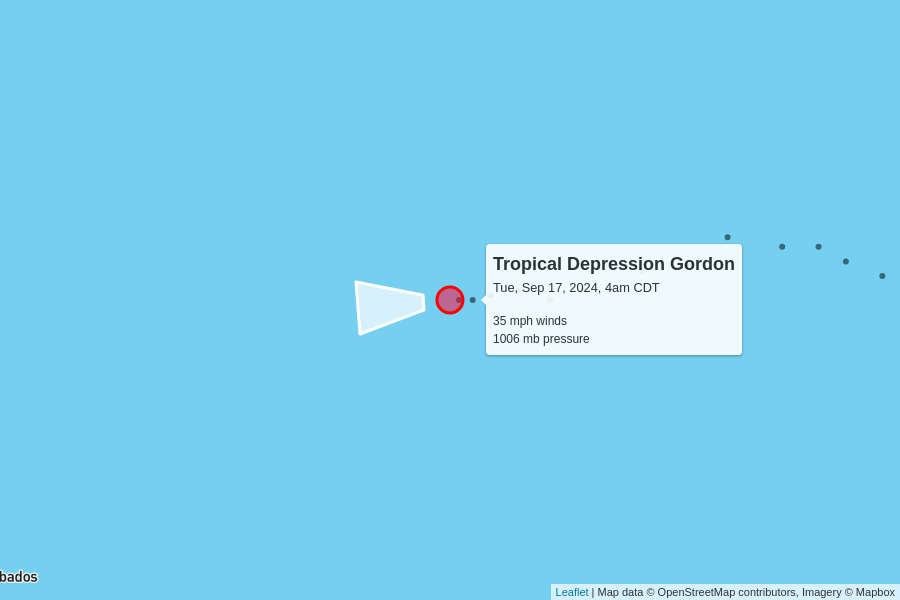 Tropical Depression Gordon
Tue, Sep 17, 2024, 4am CDT
35 mph winds
1006 mb pressure
bados
Leaflet | Map data © OpenStreetMap contributors, Imagery © Mapbox